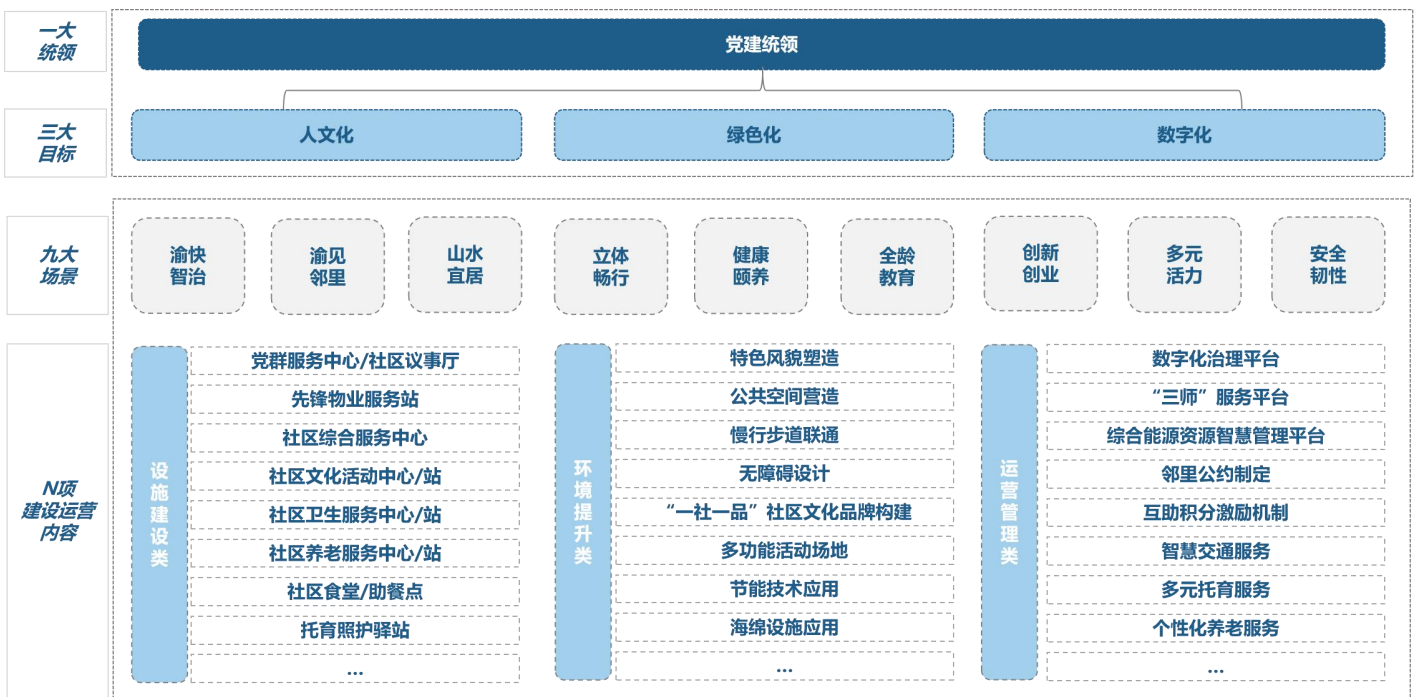 一大
统领
党建统领
三大
目标
人文化
绿色化
数字化
九大
场景
渝快
智治
渝见
邻里
山水
宜居
立体
畅行
健康
颐养
全龄
教育
创新
创业
多元
活力
安全
韧性
N项
建设运营
内容
设施建设类
党群服务中心/社区议事厅
先锋物业服务站
社区综合服务中心
社区文化活动中心/站
社区卫生服务中心/站
社区养老服务中心/站
社区食堂/助餐点
托育照护驿站
...
环境提升类
特色风貌塑造
公共空间营造
慢行步道联通
无障碍设计
“一社一品”社区文化品牌构建
多功能活动场地
节能技术应用
海绵设施应用
...
运营管理类
数字化治理平台
“三师”服务平台
综合能源资源智慧管理平台
邻里公约制定
互助积分激励机制
智慧交通服务
多元托育服务
个性化养老服务
...